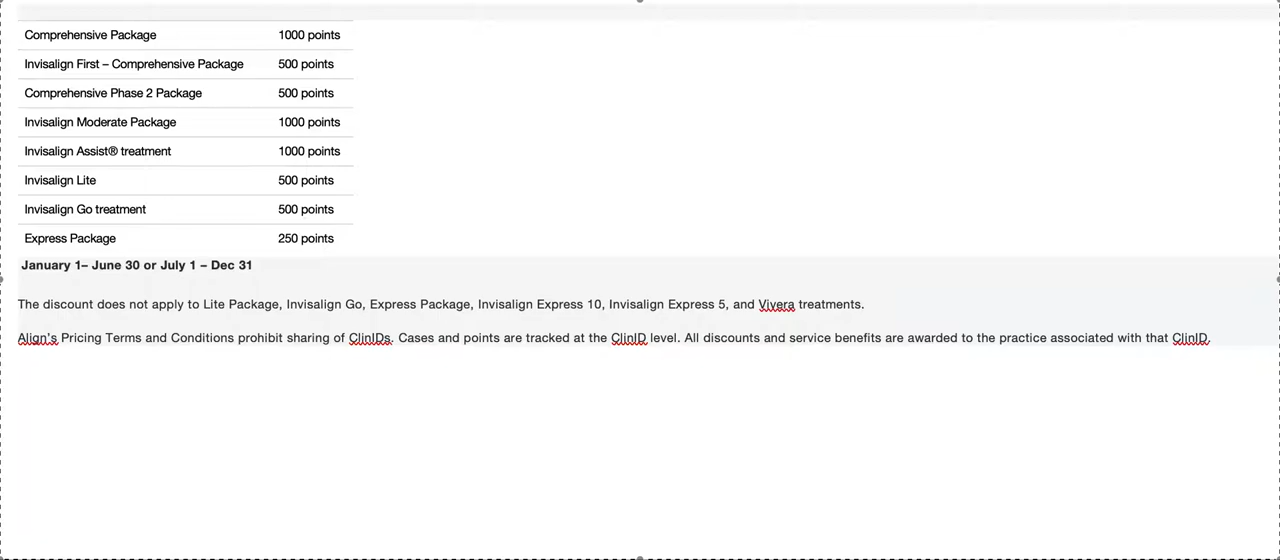 Comprehensive Package 1000 points
Invisalign First – Comprehensive Package 500 points
Comprehensive Phase 2 Package 500 points
Invisalign Moderate Package 1000 points
Invisalign Assist® treatment 1000 points
Invisalign Lite 500 points
Invisalign Go treatment 500 points
Express Package 250 points
January 1– June 30 or July 1 – Dec 31
The discount does not apply to Lite Package, Invisalign Go, Express Package, Invisalign Express 10, Invisalign Express 5, and Vivera treatments.
Align's Pricing Terms and Conditions prohibit sharing of ClinIDs. Cases and points are tracked at the ClinID level. All discounts and service benefits are awarded to the practice associated with that ClinID.